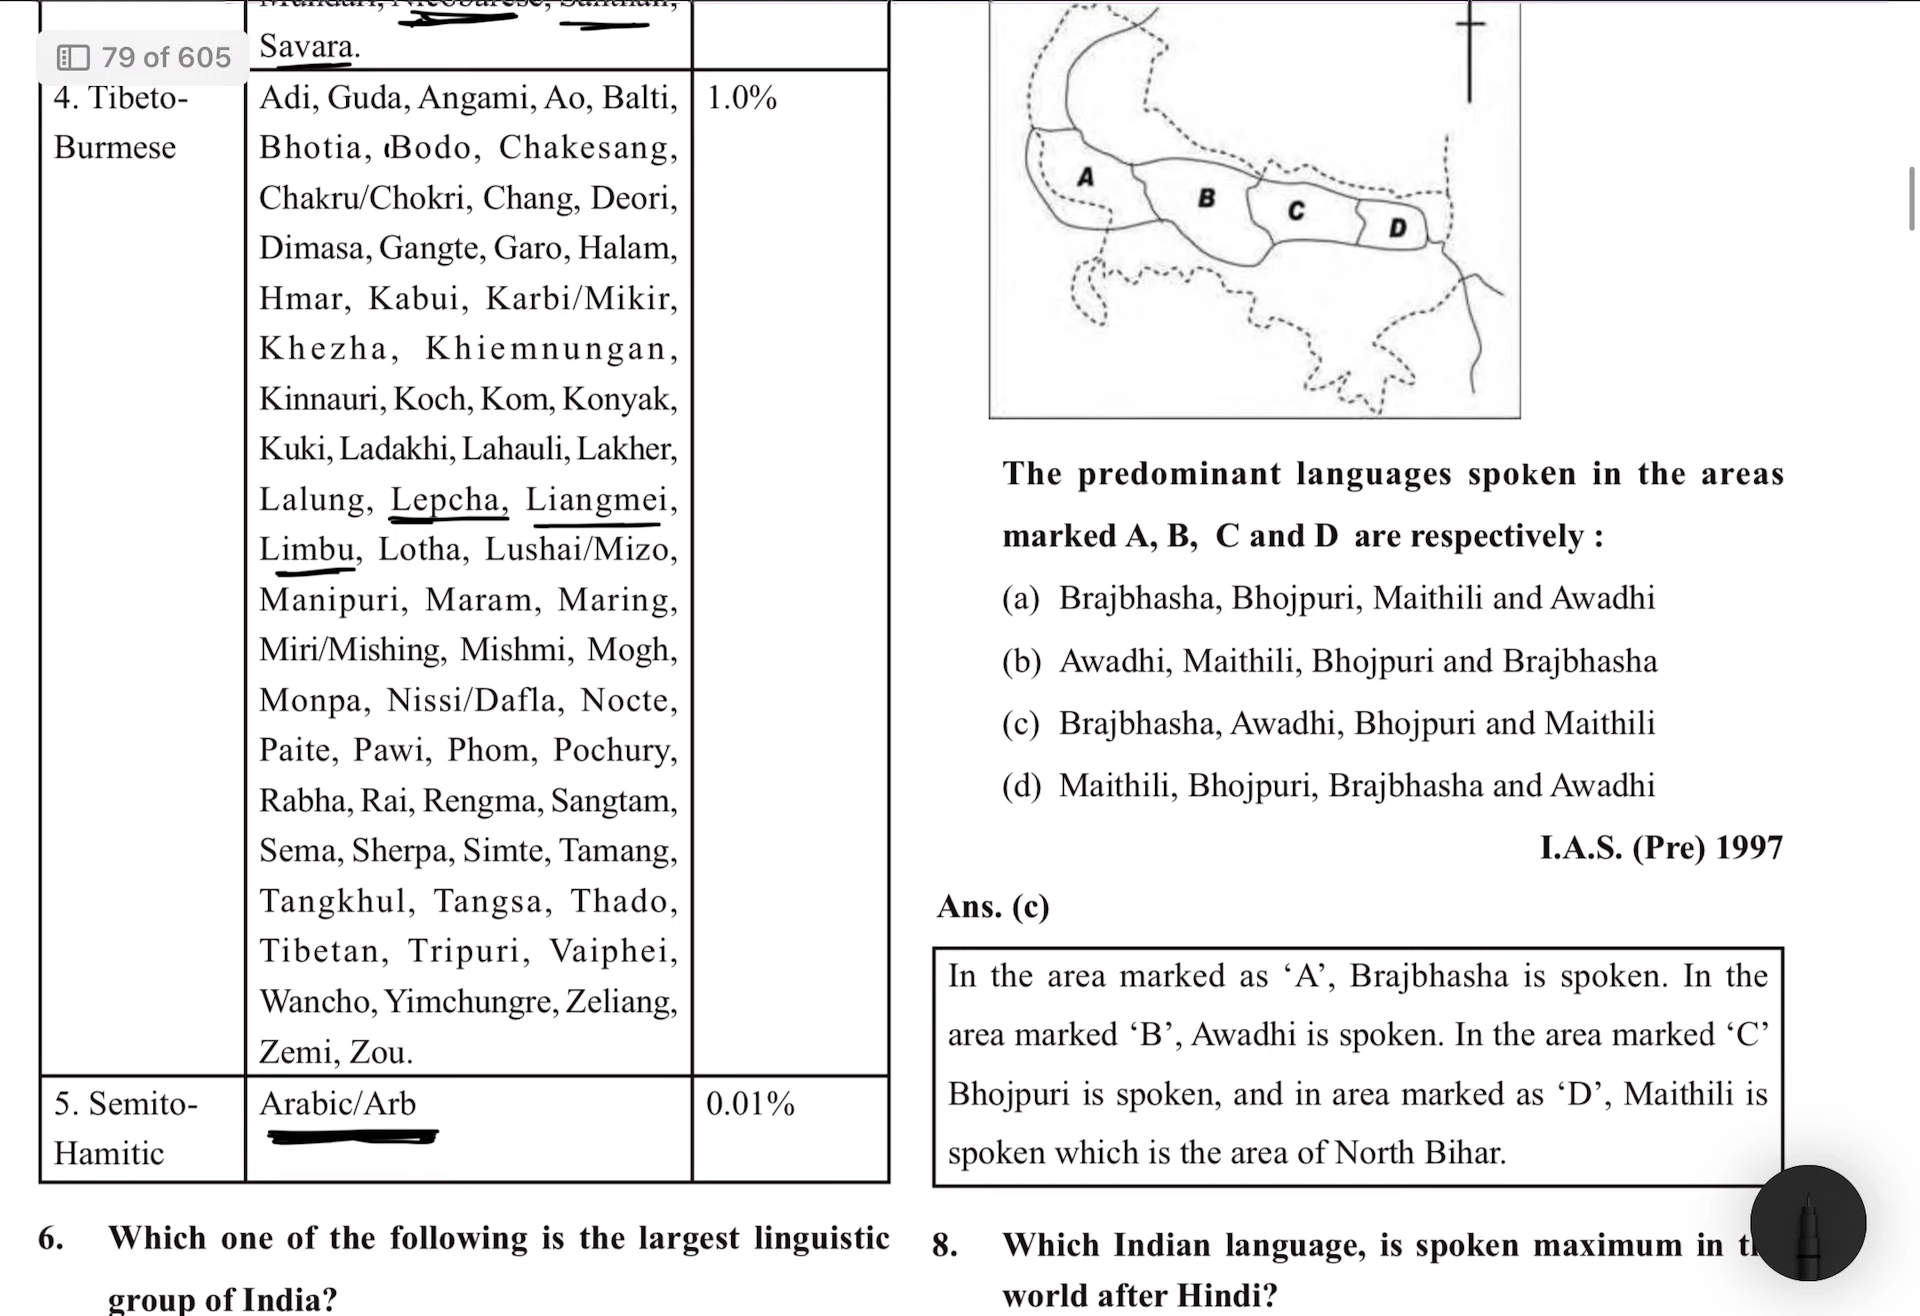 Mundari, Nicobarese, Santhali,
Savara.
79 of 605
4. Tibeto-
Burmese
Adi, Guda, Angami, Ao, Balti,
Bhotia, Bodo, Chakesang,
Chakru/Chokri, Chang, Deori,
Dimasa, Gangte, Garo, Halam,
Hmar, Kabui, Karbi/Mikir,
Khezha, Khiemnungan,
Kinnauri, Koch, Kom, Konyak,
Kuki, Ladakhi, Lahauli, Lakher,
Lalung, Lepcha, Liangmei,
Limbu, Lotha, Lushai/Mizo,
Manipuri, Maram, Maring,
Miri/Mishing, Mishmi, Mogh,
Monpa, Nissi/Dafla, Nocte,
Paite, Pawi, Phom, Pochury,
Rabha, Rai, Rengma, Sangtam,
Sema, Sherpa, Simte, Tamang,
Tangkhul, Tangsa, Thado,
Tibetan, Tripuri, Vaiphei,
Wancho, Yimchungre, Zeliang,
Zemi, Zou.
1.0%
5. Semito-
Hamitic
Arabic/Arb
0.01%
6. Which one of the following is the largest linguistic
group of India?
A
B
C
D
The predominant languages spoken in the areas
marked A, B, C and D are respectively :
(a) Brajbhasha, Bhojpuri, Maithili and Awadhi
(b) Awadhi, Maithili, Bhojpuri and Brajbhasha
(c) Brajbhasha, Awadhi, Bhojpuri and Maithili
(d) Maithili, Bhojpuri, Brajbhasha and Awadhi
I.A.S. (Pre) 1997
Ans. (c)
In the area marked as ‘A’, Brajbhasha is spoken. In the
area marked ‘B’, Awadhi is spoken. In the area marked ‘C’
Bhojpuri is spoken, and in area marked as ‘D’, Maithili is
spoken which is the area of North Bihar.
8. Which Indian language, is spoken maximum in
world after Hindi?